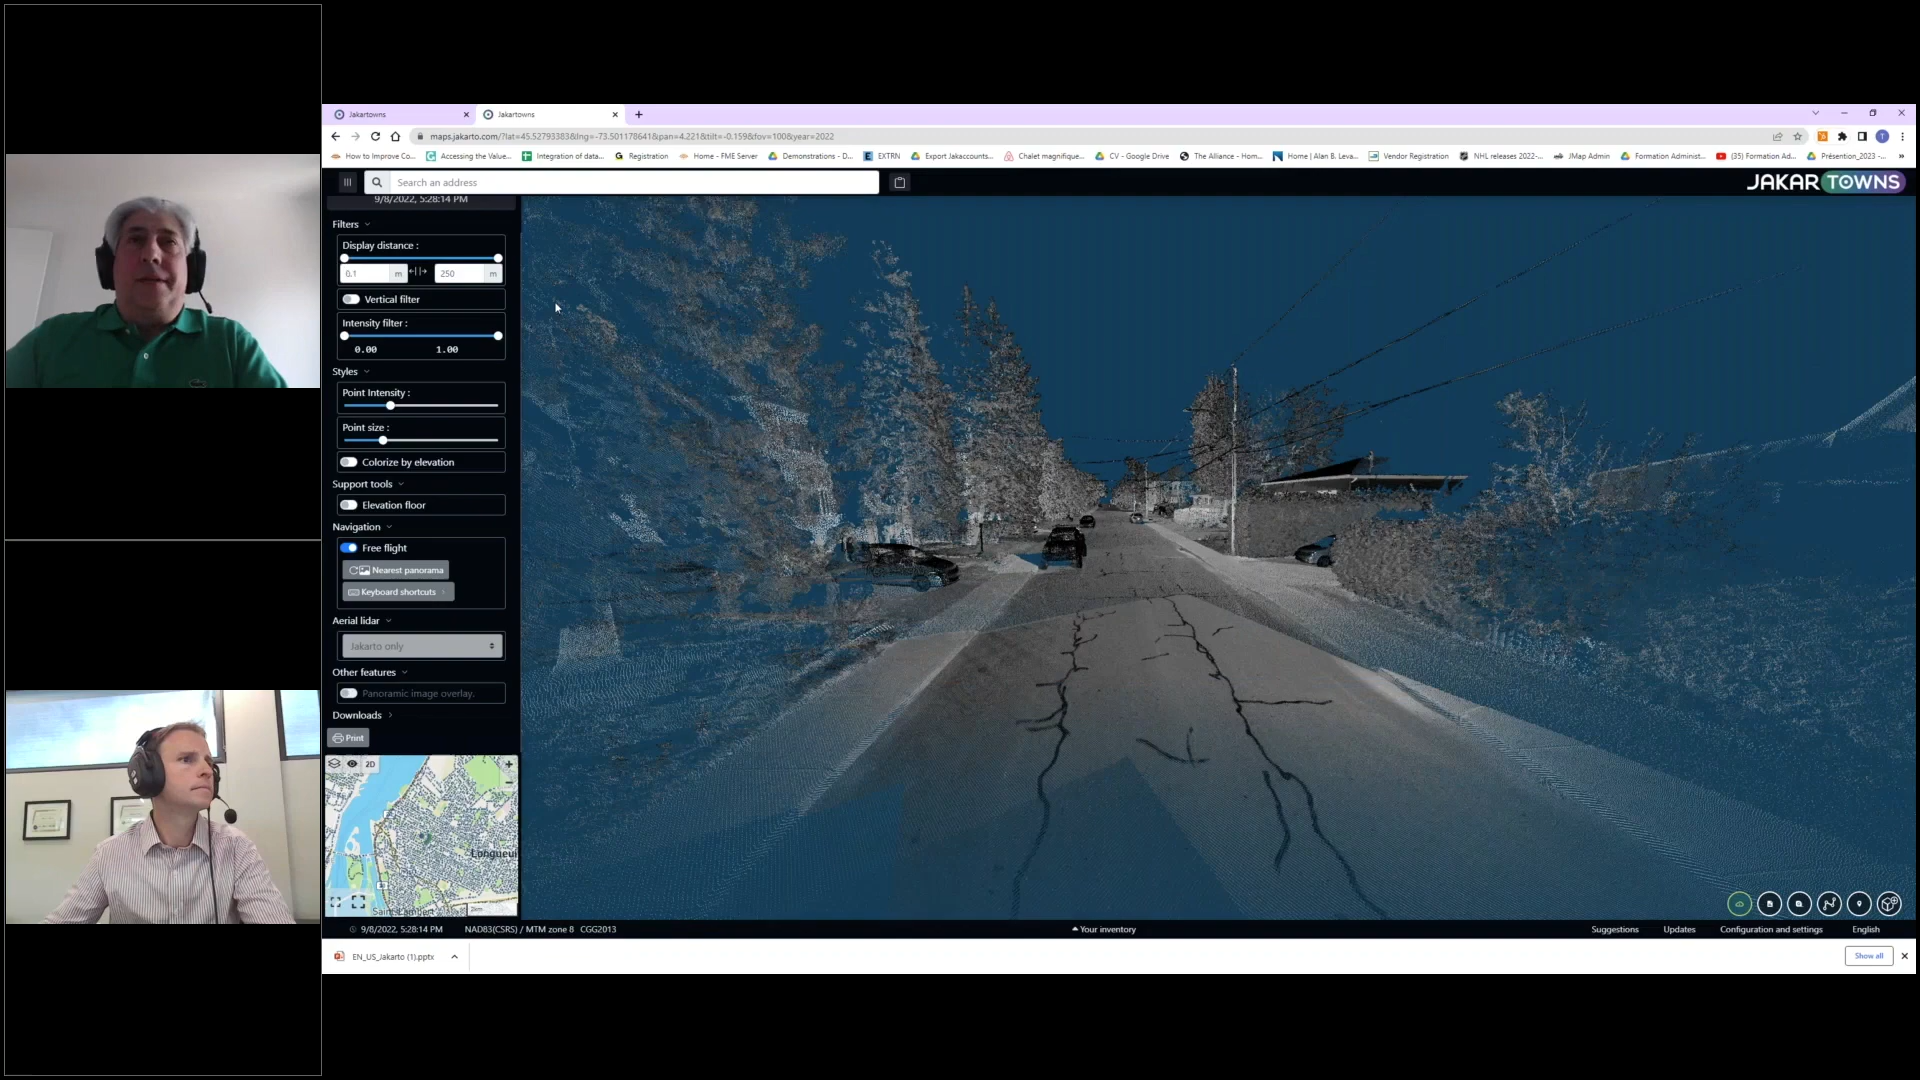 Jakartowns
Jakartowns
maps.jakarto.com/?lat=45.52793383&lng=-73.501178641&pan=4.221&tilt=-0.159&fov=100&year=2022
How to Improve Co...
Accessing the Value...
Integration of data...
Registration
Home - FME Server
Demonstrations - D...
EXTRN
Export Jakaccounts...
Chalet magnifique...
CV - Google Drive
The Alliance - Hom...
Home | Alan B. Leva...
Vendor Registration
NHL releases 2022-...
JMap Admin
Formation Administ...
(35) Formation Ad...
Présention_2023 -...
Search an address
JAKARTOWNS
9/8/2022, 5:28:14 PM
Filters
Display distance :
0.1 m
250 m
Vertical filter
Intensity filter :
0.00 1.00
Styles
Point Intensity :
Point size :
Colorize by elevation
Support tools
Elevation floor
Navigation
Free flight
Nearest panorama
Keyboard shortcuts
Aerial lidar
Jakarto only
Other features
Panoramic image overlay.
Downloads
Print
2D
Longueui
Saint-Lambert
9/8/2022, 5:28:14 PM NAD83(CSRS) / MTM zone 8 CGG2013
Your inventory
Suggestions
Updates
Configuration and settings
English
EN_US_Jakarto (1).pptx
Show all